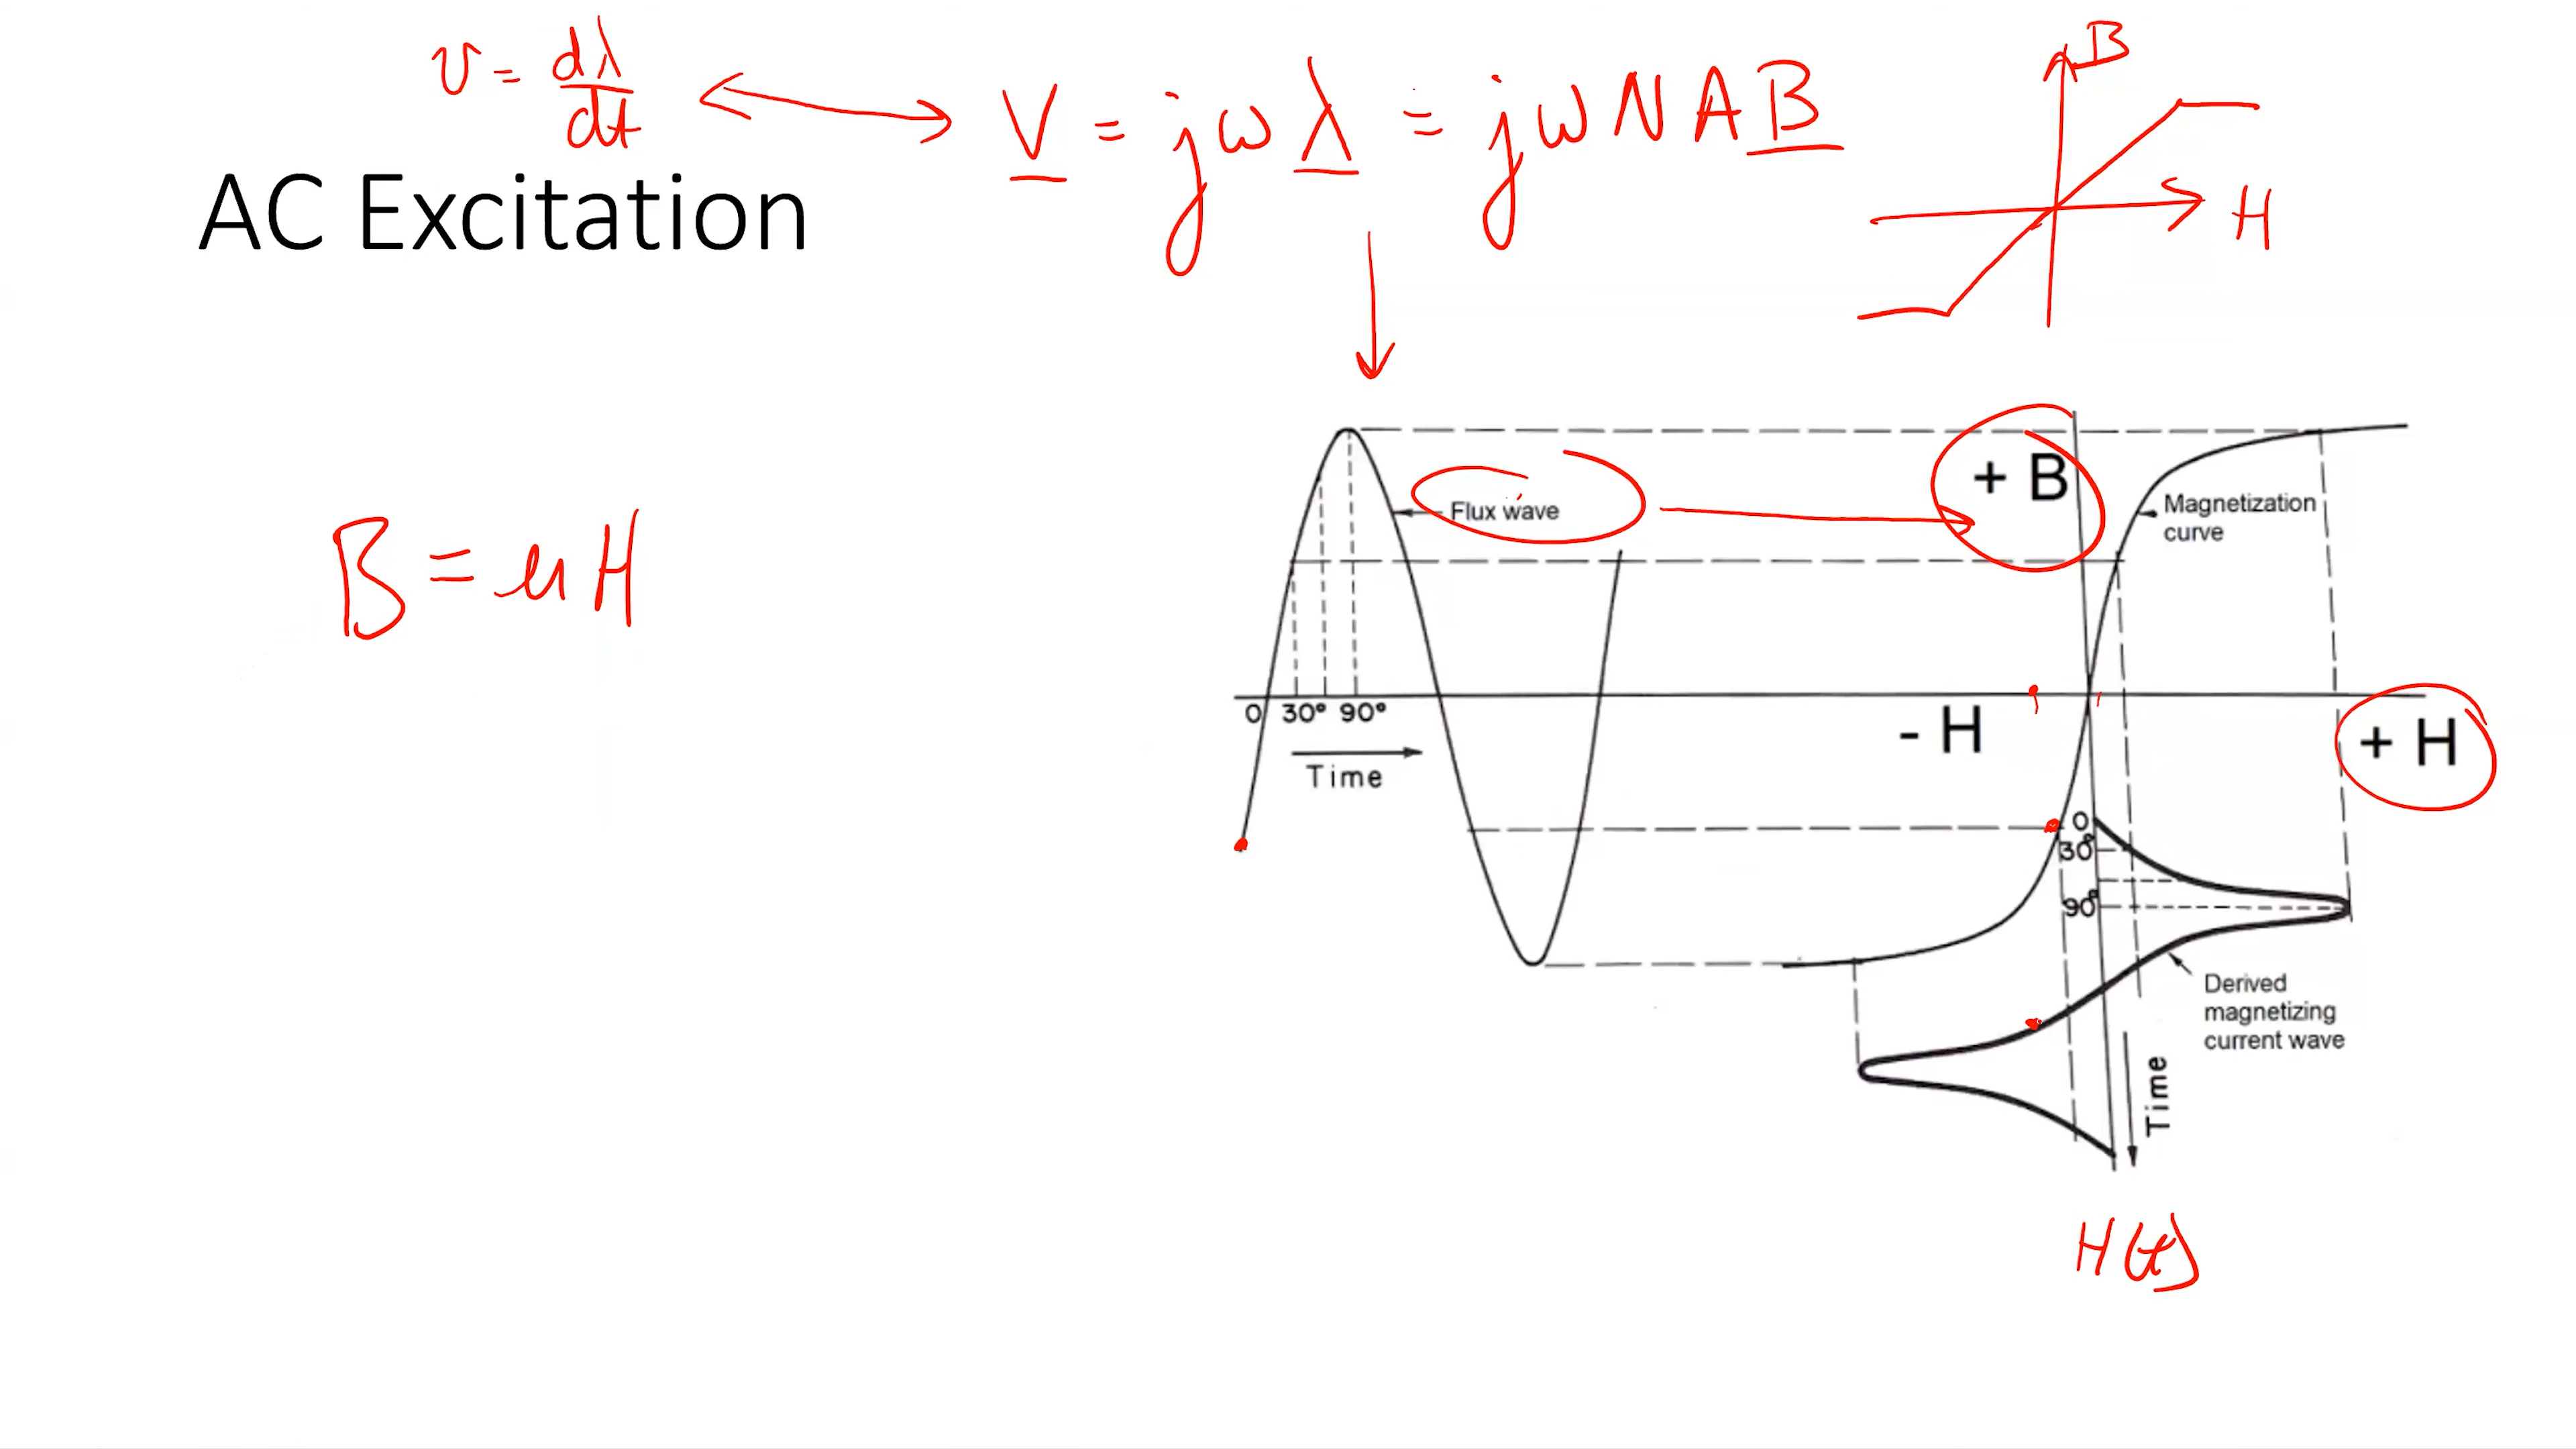 v = dλ/dt ⟷ V = jωλ = jωNAB
B
H
AC Excitation
B = μH
+ B
Flux wave
Magnetization
curve
0 30° 90°
Time
- H
+ H
0
30°
90°
Derived
magnetizing
current wave
Time
H(t)